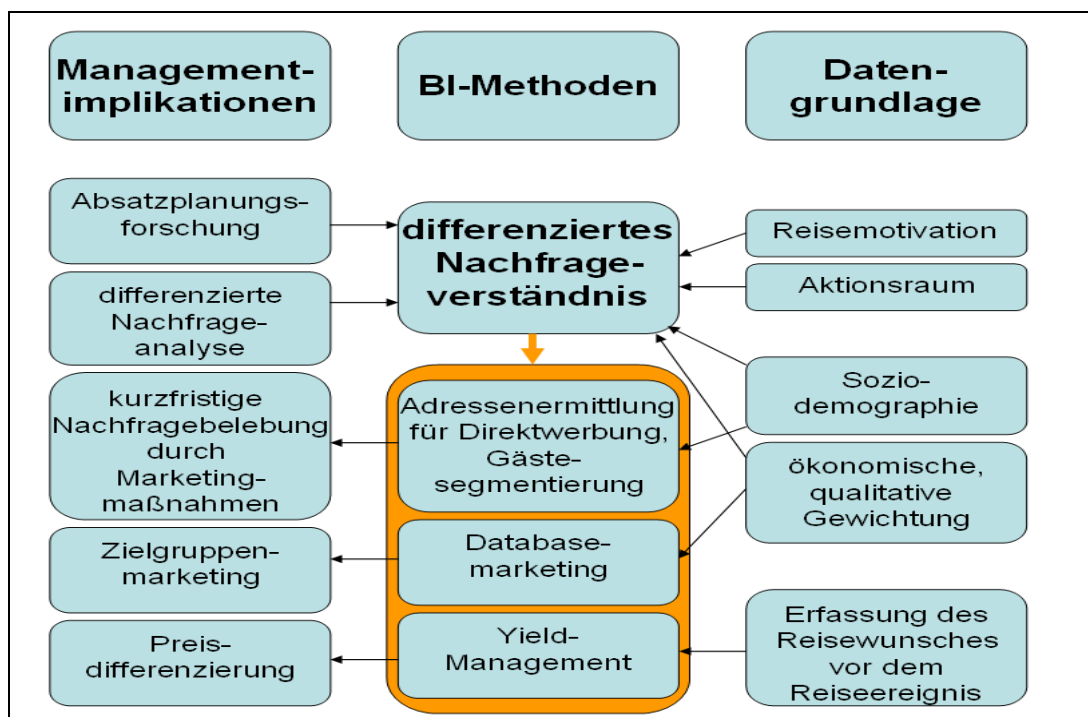 Management-
implikationen
BI-Methoden
Daten-
grundlage
Absatzplanungs-
forschung
differenzierte
Nachfrage-
analyse
kurzfristige
Nachfragebelebung
durch
Marketing-
maßnahmen
Zielgruppen-
marketing
Preis-
differenzierung
differenziertes
Nachfrage-
verständnis
Adressenermittlung
für Direktwerbung,
Gäste-
segmentierung
Database-
marketing
Yield-
Management
Reisemotivation
Aktionsraum
Sozio-
demographie
ökonomische,
qualitative
Gewichtung
Erfassung des
Reisewunsches
vor dem
Reiseereignis